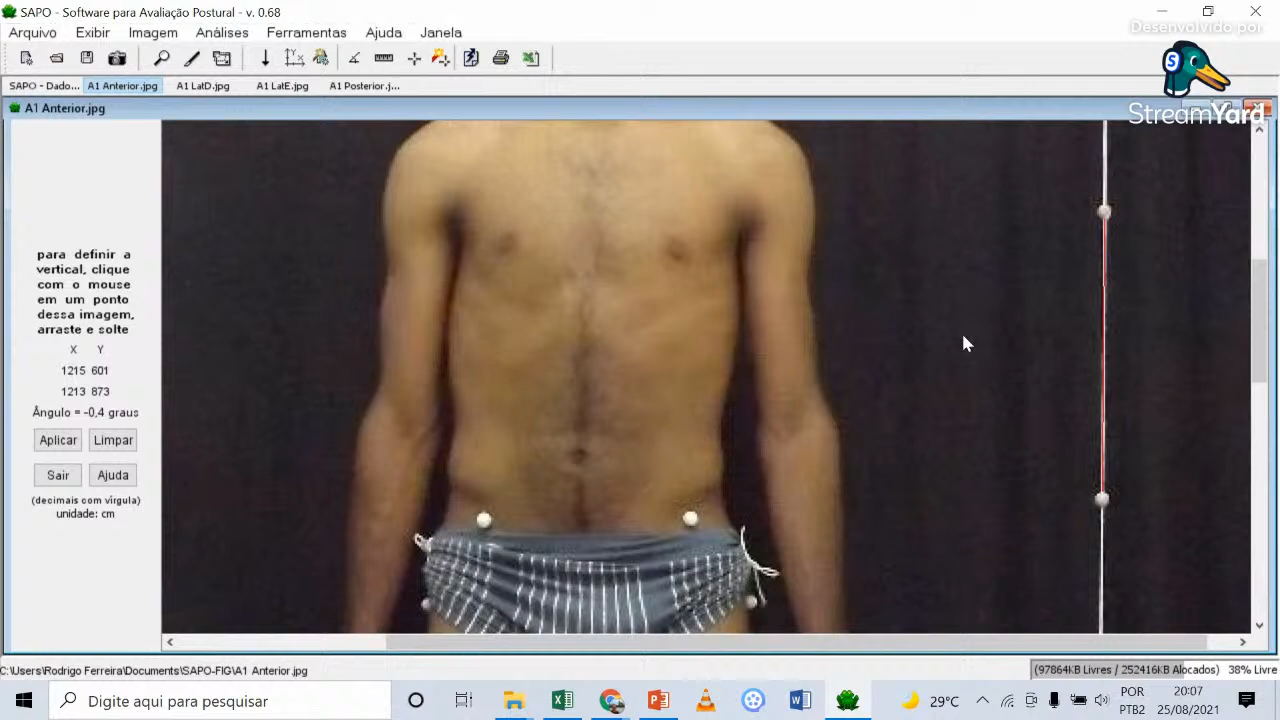 SAPO - Software para Avaliação Postural - v. 0.68
Desenvolvido por
StreamYard
Arquivo Exibir Imagem Análises Ferramentas Ajuda Janela
SAPO - Dado... A1 Anterior.jpg A1 LatD.jpg A1 LatE.jpg A1 Posterior.j...
A1 Anterior.jpg
para definir a
vertical, clique
com o mouse
em um ponto
dessa imagem,
arraste e solte
X Y
1215 601
1213 873
Ângulo = -0,4 graus
Aplicar Limpar
Sair Ajuda
(decimais com vírgula)
unidade: cm
C:\Users\Rodrigo Ferreira\Documents\SAPO-FIG\A1 Anterior.jpg
(97864kB Livres / 252416kB Alocados) 38% Livre
Digite aqui para pesquisar
29°C
POR
PTB2
20:07
25/08/2021